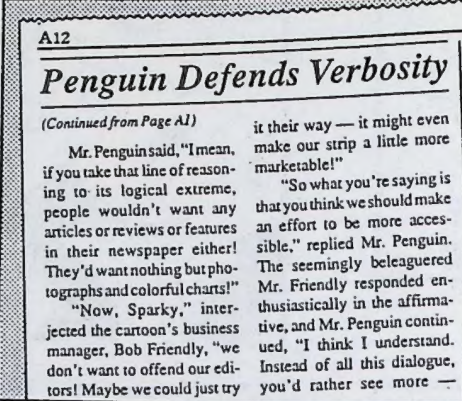 A12
Penguin Defends Verbosity
(Continued from Page A1)
Mr. Penguin said, "I mean,
if you take that line of reason-
ing to its logical extreme,
people wouldn't want any
articles or reviews or features
in their newspaper either!
They'd want nothing but pho-
tographs and colorful charts!"
"Now, Sparky," inter-
jected the cartoon's business
manager, Bob Friendly, "we
don't want to offend our edi-
tors! Maybe we could just try
it their way — it might even
make our strip a little more
marketable!"
"So what you're saying is
that you think we should make
an effort to be more acces-
sible," replied Mr. Penguin.
The seemingly beleaguered
Mr. Friendly responded en-
thusiastically in the affirma-
tive, and Mr. Penguin contin-
ued, "I think I understand.
Instead of all this dialogue,
you'd rather see more —